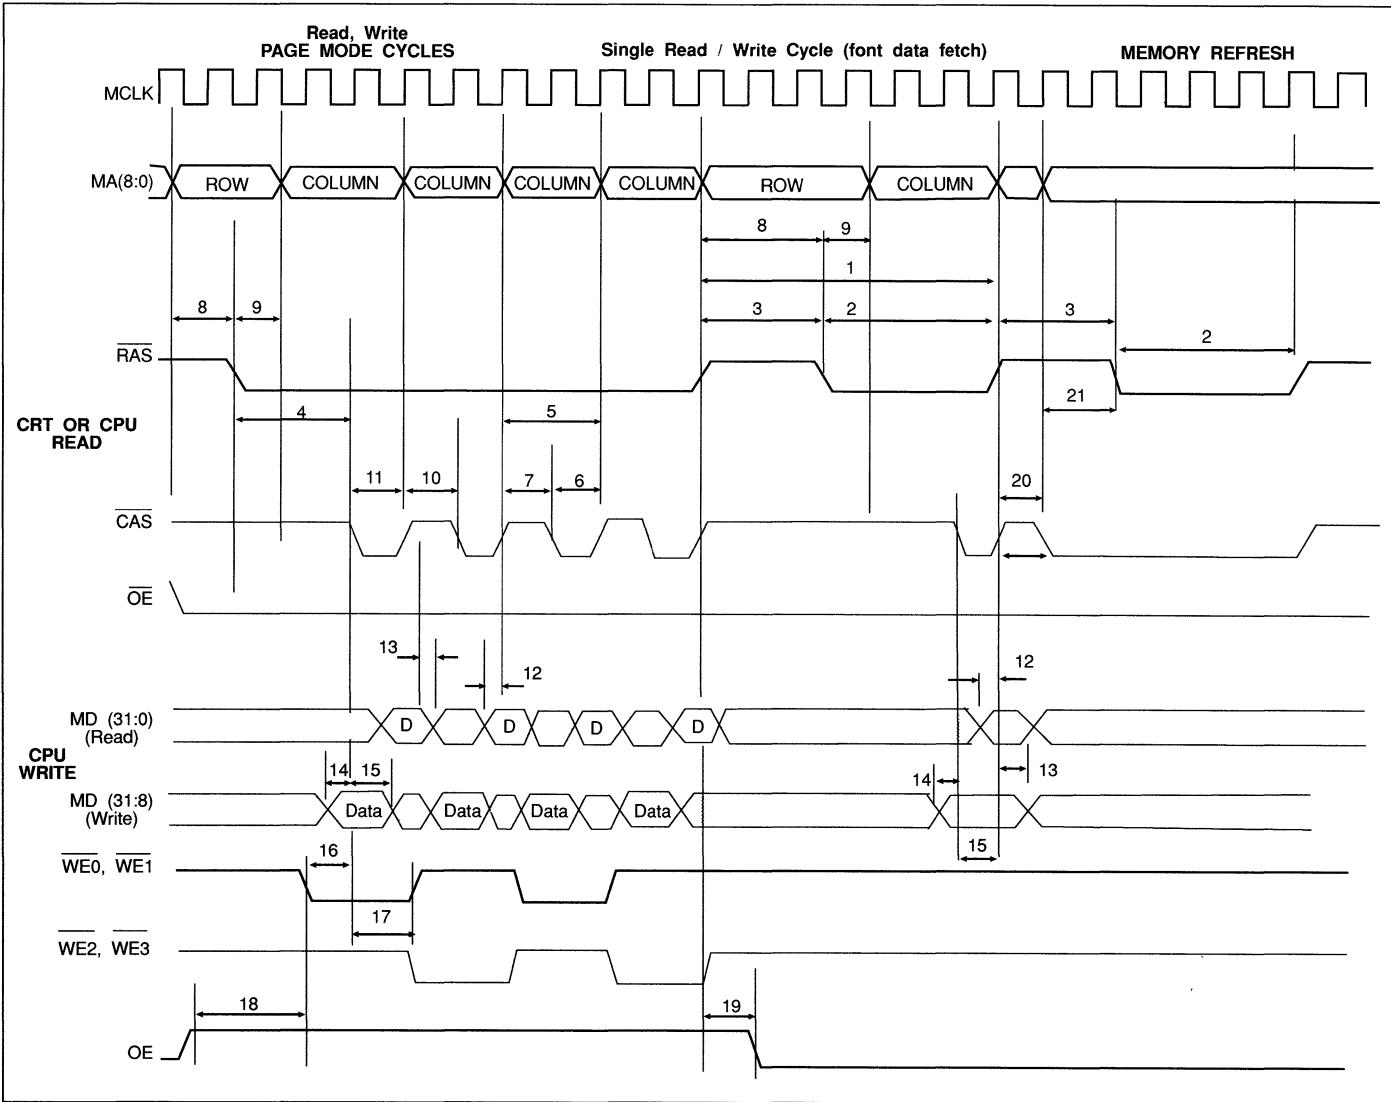 Read, Write
PAGE MODE CYCLES
Single Read / Write Cycle (font data fetch)
MEMORY REFRESH
MCLK
MA(8:0)
ROW COLUMN COLUMN COLUMN COLUMN ROW COLUMN
8 9
1
8 9 3 2 3
2
RAS
4 5 21
CRT OR CPU
READ
11 10 7 6 20
CAS
OE
13 12 12
MD (31:0)
(Read)
D D D D
CPU
WRITE
14 15 14 13
MD (31:8)
(Write)
Data Data Data Data
16 15
WE0, WE1
17
WE2, WE3
18 19
OE